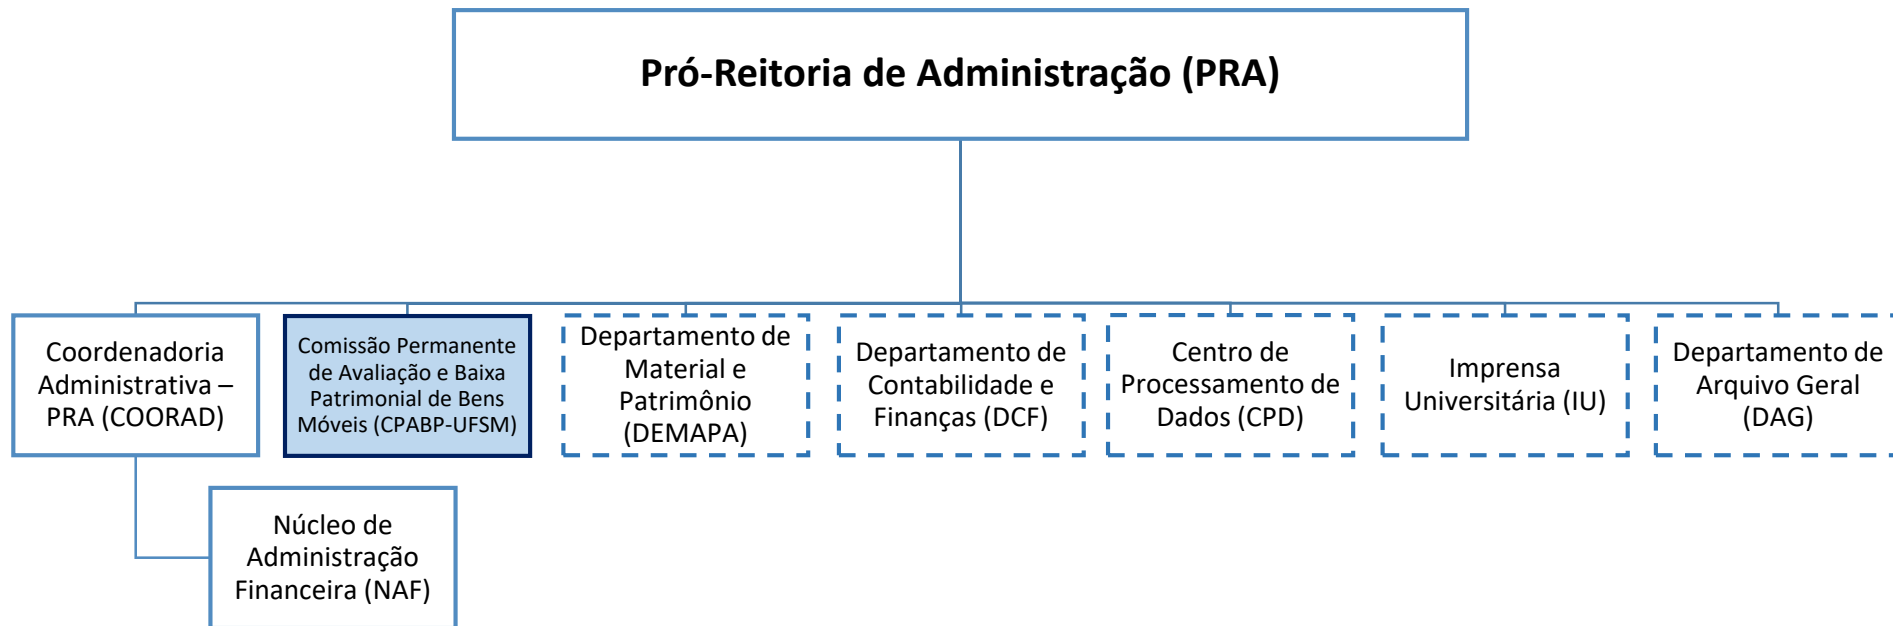 Pró-Reitoria de Administração (PRA)
Coordenadoria
Administrativa –
PRA (COORAD)
Comissão Permanente
de Avaliação e Baixa
Patrimonial de Bens
Móveis (CPABP-UFSM)
Departamento de
Material e
Patrimônio
(DEMAPA)
Departamento de
Contabilidade e
Finanças (DCF)
Centro de
Processamento de
Dados (CPD)
Imprensa
Universitária (IU)
Departamento de
Arquivo Geral
(DAG)
Núcleo de
Administração
Financeira (NAF)